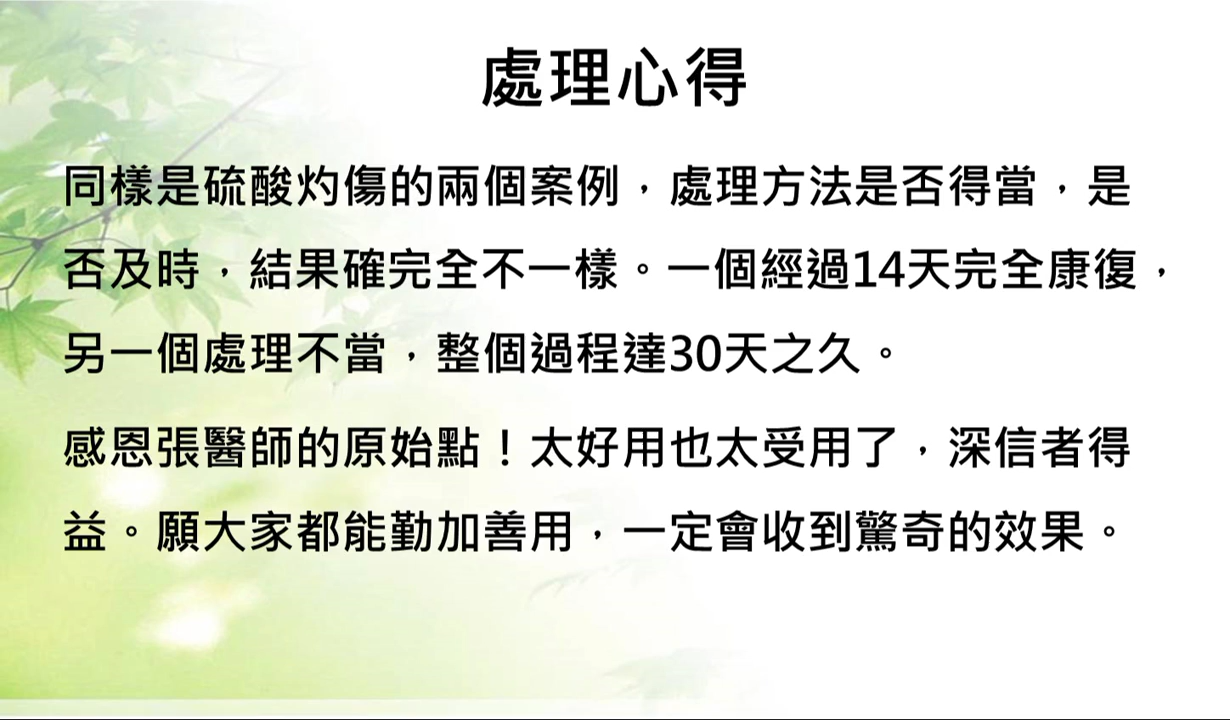 處理心得
同樣是硫酸灼傷的兩個案例，處理方法是否得當，是
否及時，結果確完全不一樣。一個經過14天完全康復，
另一個處理不當，整個過程達30天之久。
感恩張醫師的原始點！太好用也太受用了，深信者得
益。願大家都能勤加善用，一定會收到驚奇的效果。